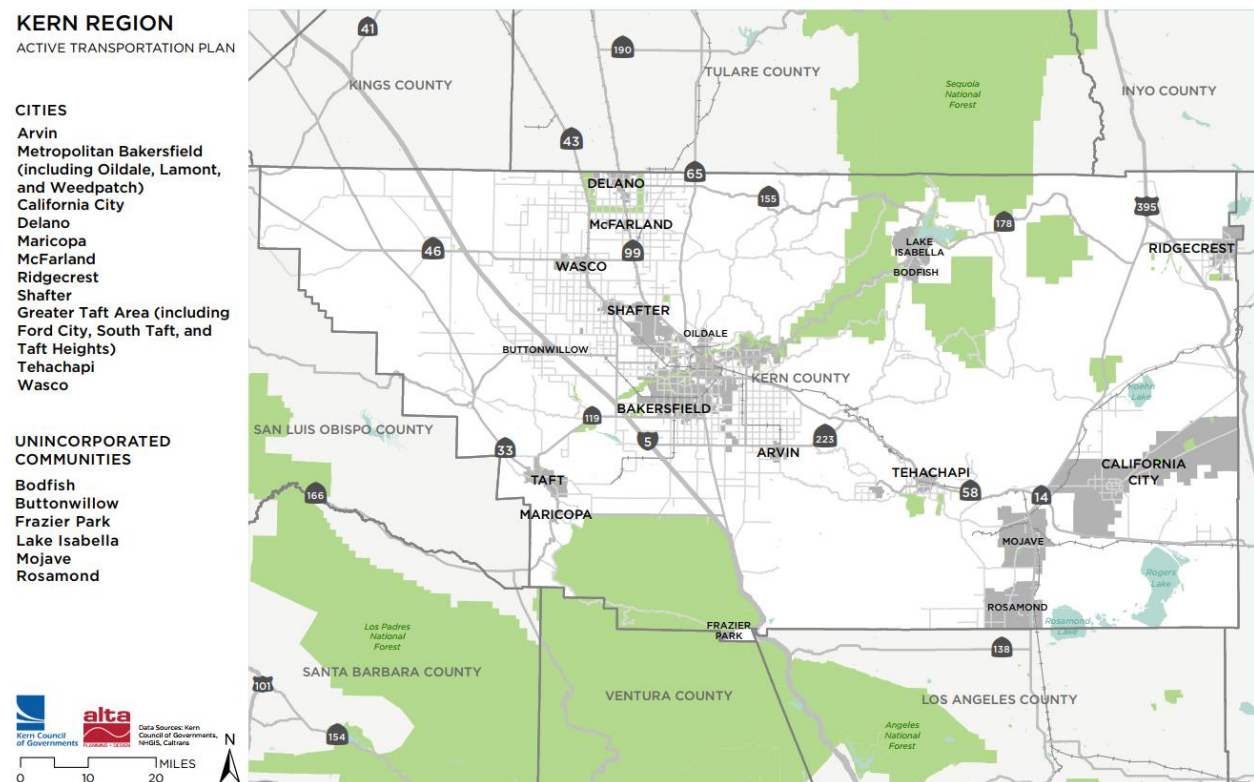 KERN REGION
ACTIVE TRANSPORTATION PLAN
CITIES
Arvin
Metropolitan Bakersfield
(including Oildale, Lamont,
and Weedpatch)
California City
Delano
Maricopa
McFarland
Ridgecrest
Shafter
Greater Taft Area (including
Ford City, South Taft, and
Taft Heights)
Tehachapi
Wasco
UNINCORPORATED
COMMUNITIES
Bodfish
Buttonwillow
Frazier Park
Lake Isabella
Mojave
Rosamond
Kern Council
of Governments
alta
PLANNING + DESIGN
Data Sources: Kern
Council of Governments,
NHGIS, Caltrans
N
MILES
0 10 20
41
190
KINGS COUNTY
TULARE COUNTY
Sequoia
National
Forest
INYO COUNTY
43
65
DELANO
155
395
178
McFARLAND
46
99
LAKE
ISABELLA
RIDGECREST
WASCO
BODFISH
SHAFTER
OILDALE
BUTTONWILLOW
KERN COUNTY
Koehn
Lake
BAKERSFIELD
119
SAN LUIS OBISPO COUNTY
5
223
33
ARVIN
CALIFORNIA
CITY
TAFT
TEHACHAPI
58
14
166
MARICOPA
MOJAVE
Rogers
Lake
ROSAMOND
Rosamond
Lake
FRAZIER
PARK
Los Padres
National
Forest
138
SANTA BARBARA COUNTY
101
VENTURA COUNTY
LOS ANGELES COUNTY
Angeles
National
Forest
154